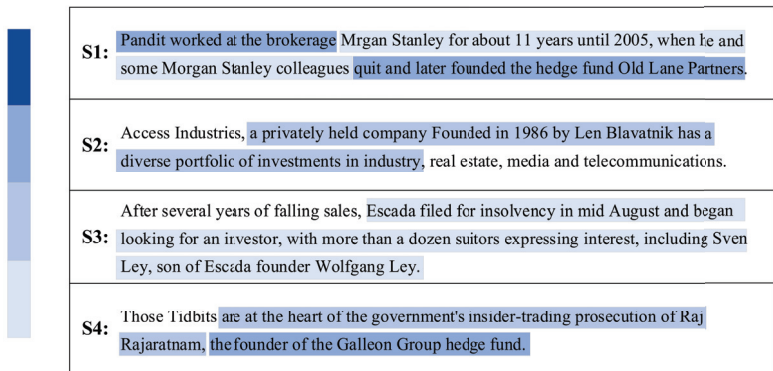 S1: Pandit worked at the brokerage Mrgan Stanley for about 11 years until 2005, when he and
some Morgan Stanley colleagues quit and later founded the hedge fund Old Lane Partners.
S2: Access Industries, a privately held company Founded in 1986 by Len Blavatnik has a
diverse portfolio of investments in industry, real estate, media and telecommunications.
After several years of falling sales, Escada filed for insolvency in mid August and began
S3: looking for an investor, with more than a dozen suitors expressing interest, including Sven
Ley, son of Escada founder Wolfgang Ley.
S4: Those Tidbits are at the heart of the government's insider-trading prosecution of Raj
Rajaratnam, thefounder of the Galleon Group hedge fund.